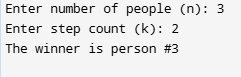 Enter number of people (n): 3
Enter step count (k): 2
The winner is person #3